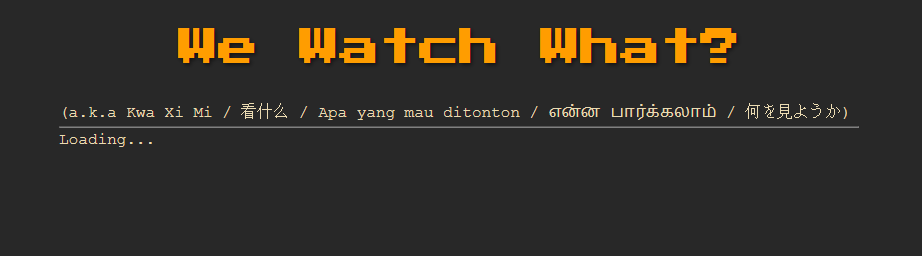 We Watch What?
(a.k.a Kwa Xi Mi / 看什么 / Apa yang mau ditonton / என்ன பார்க்கலாம் / 何を見ようか)
Loading...